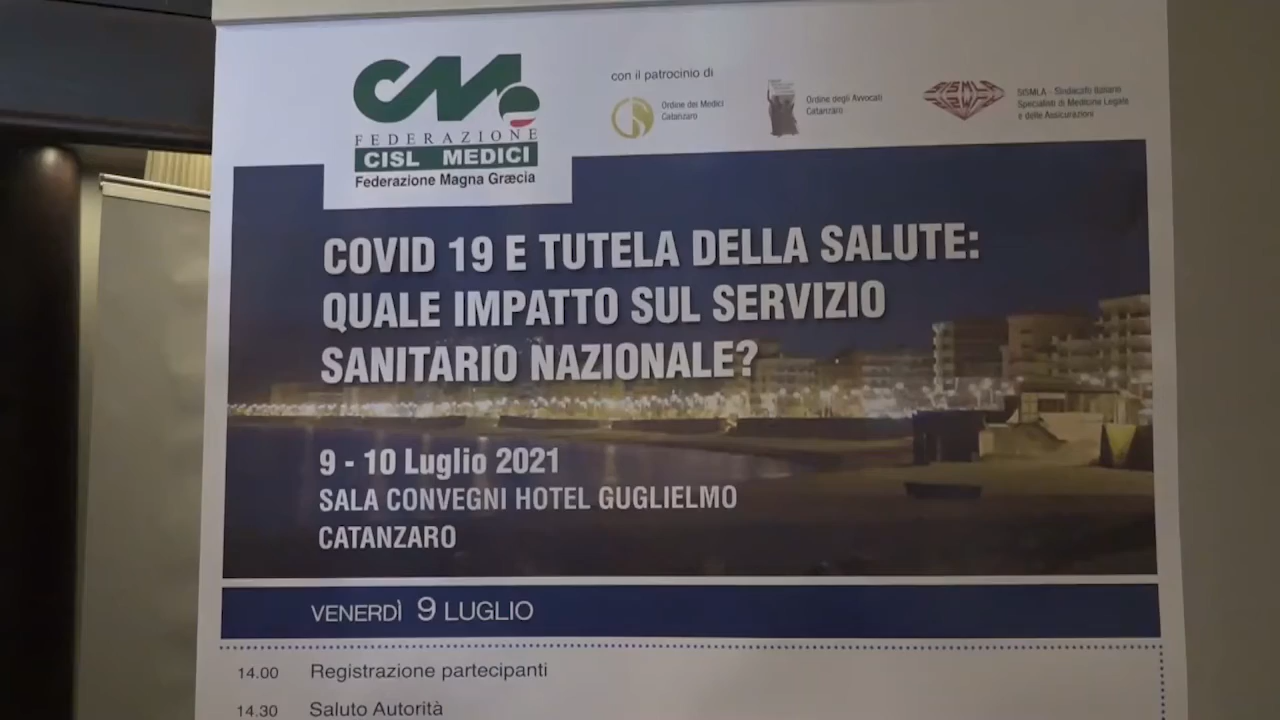 CMe
FEDERAZIONE
CISL MEDICI
Federazione Magna Græcia
con il patrocinio di
Ordine dei Medici
Catanzaro
Ordine degli Avvocati
Catanzaro
SISMLA
SISMLA - Sindacato Italiano
Specialisti di Medicina Legale
e delle Assicurazioni
COVID 19 E TUTELA DELLA SALUTE:
QUALE IMPATTO SUL SERVIZIO
SANITARIO NAZIONALE?
9 - 10 Luglio 2021
SALA CONVEGNI HOTEL GUGLIELMO
CATANZARO
VENERDÌ 9 LUGLIO
14.00 Registrazione partecipanti
14.30 Saluto Autorità